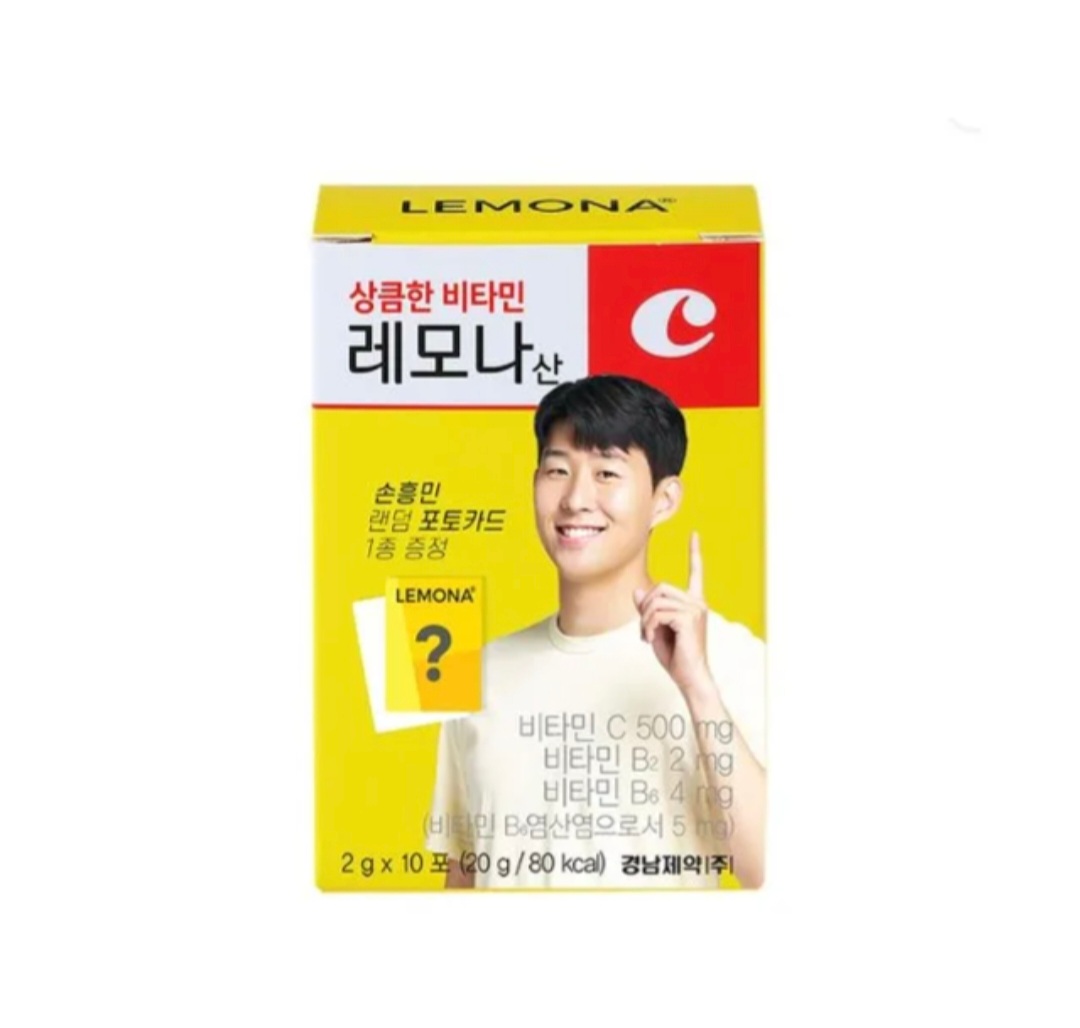 LEMONA®
상큼한 비타민
레모나산
C
손흥민
랜덤 포토카드
1종 증정
LEMONA®
?
비타민 C 500 mg
비타민 B2 2 mg
비타민 B6 4 mg
(비타민 B6염산염으로서 5 mg)
2 g x 10 포 (20 g / 80 kcal) 경남제약(주)